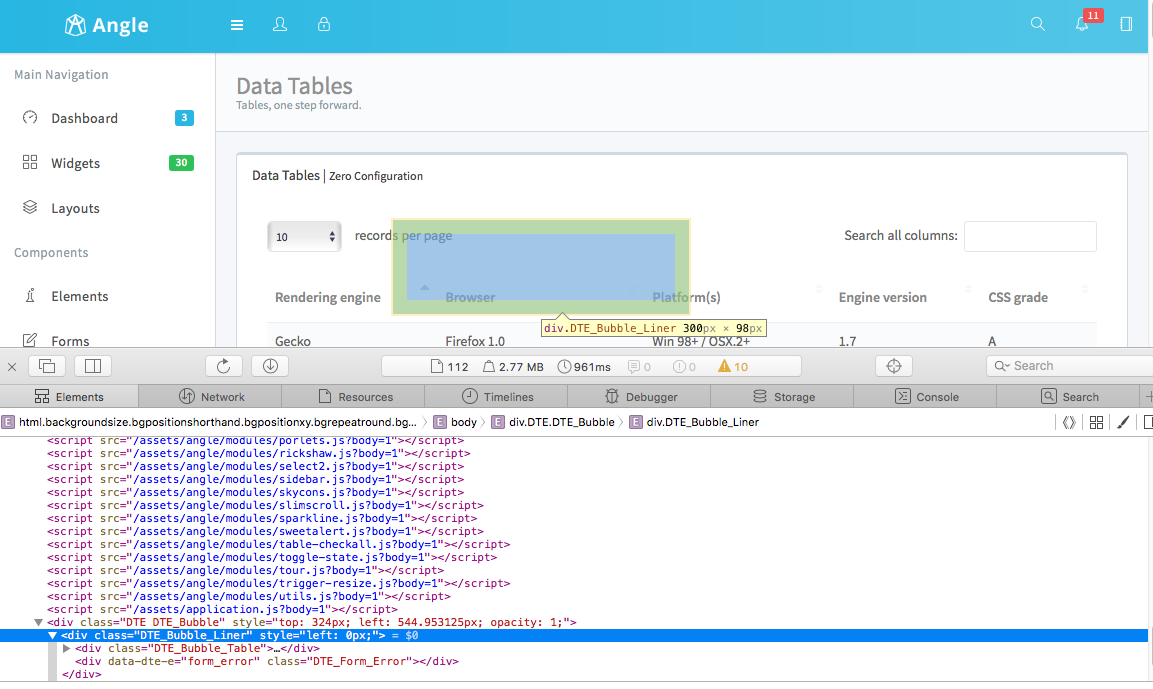 Angle
11
Main Navigation
Dashboard 3
Widgets 30
Layouts
Components
Elements
Forms
Data Tables
Tables, one step forward.
Data Tables | Zero Configuration
10 records per page Search all columns:
Rendering engine Browser Platform(s) Engine version CSS grade
Gecko Firefox 1.0 Win 98+ / OSX.2+ 1.7 A
div.DTE_Bubble_Liner 300px × 98px
112 2.77 MB 961ms 0 0 10 Search
Elements Network Resources Timelines Debugger Storage Console Search
E html.backgroundsize.bgpositionshorthand.bgpositionxy.bgrepeatround.bg... E body E div.DTE.DTE_Bubble E div.DTE_Bubble_Liner
<script src="/assets/angle/modules/porlets.js?body=1"></script>
<script src="/assets/angle/modules/rickshaw.js?body=1"></script>
<script src="/assets/angle/modules/select2.js?body=1"></script>
<script src="/assets/angle/modules/sidebar.js?body=1"></script>
<script src="/assets/angle/modules/skycons.js?body=1"></script>
<script src="/assets/angle/modules/slimscroll.js?body=1"></script>
<script src="/assets/angle/modules/sparkline.js?body=1"></script>
<script src="/assets/angle/modules/sweetalert.js?body=1"></script>
<script src="/assets/angle/modules/table-checkall.js?body=1"></script>
<script src="/assets/angle/modules/toggle-state.js?body=1"></script>
<script src="/assets/angle/modules/tour.js?body=1"></script>
<script src="/assets/angle/modules/trigger-resize.js?body=1"></script>
<script src="/assets/angle/modules/utils.js?body=1"></script>
<script src="/assets/application.js?body=1"></script>
<div class="DTE DTE_Bubble" style="top: 324px; left: 544.953125px; opacity: 1;">
<div class="DTE_Bubble_Liner" style="left: 0px;"> = $0
<div class="DTE_Bubble_Table">…</div>
<div data-dte-e="form_error" class="DTE_Form_Error"></div>
</div>